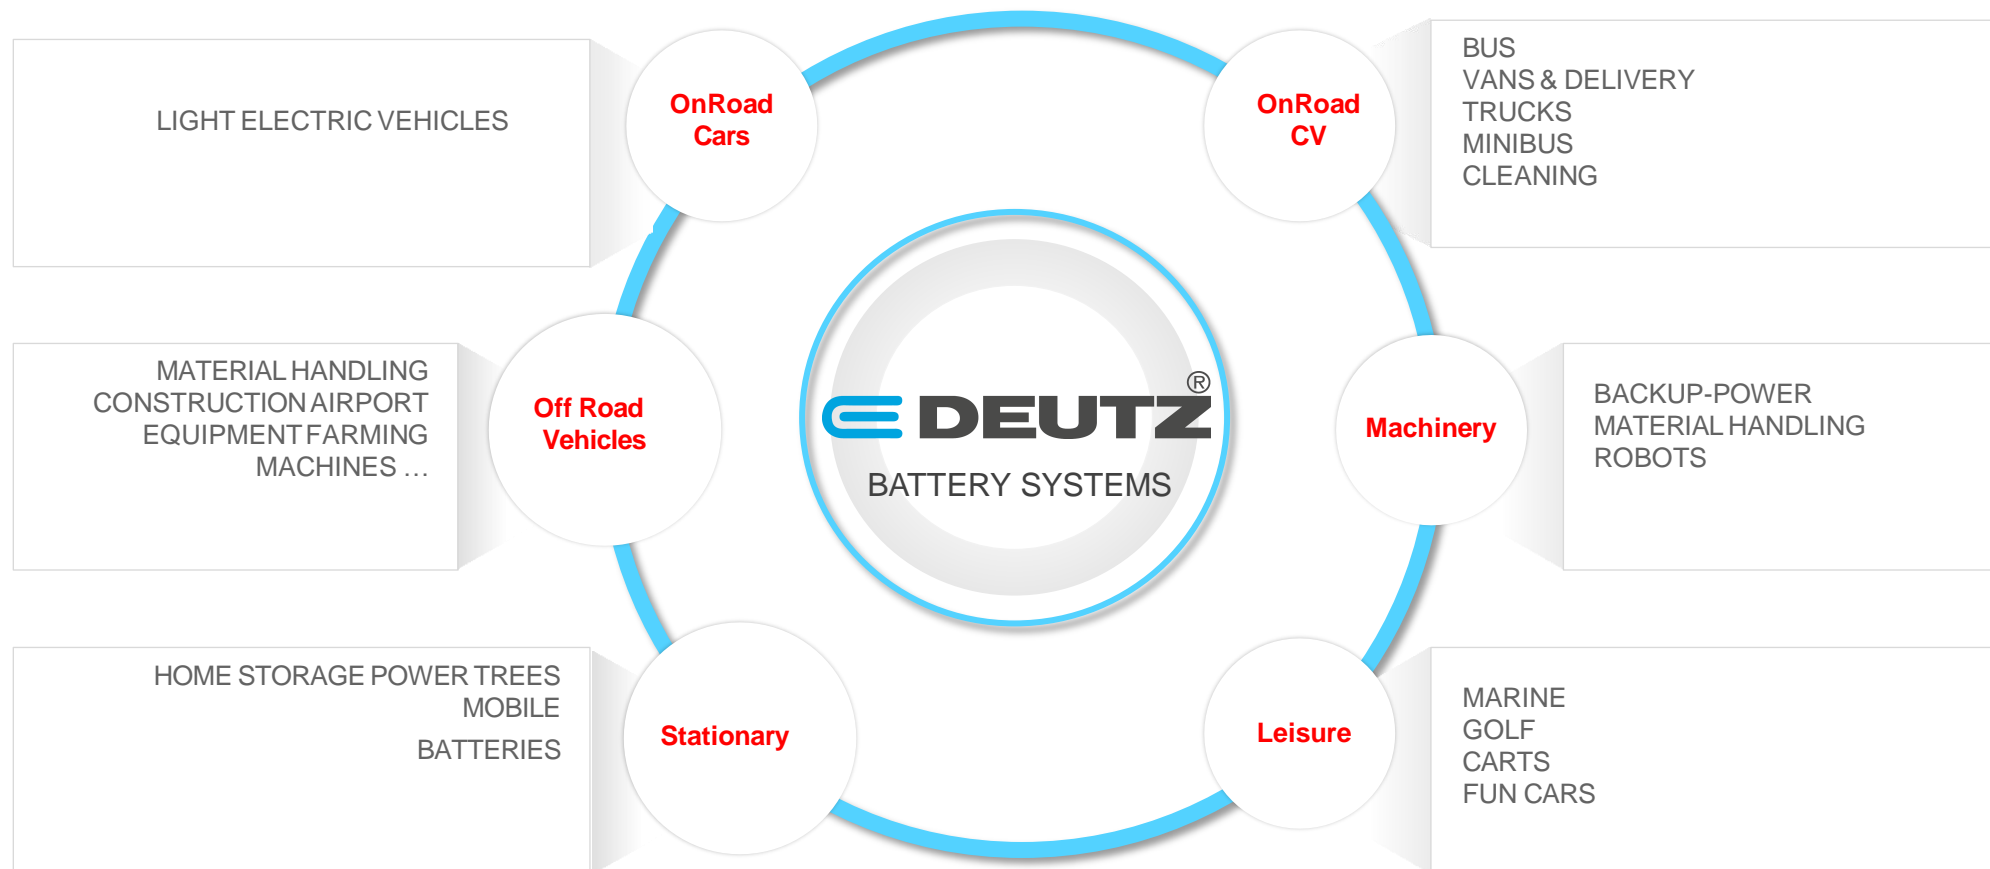 LIGHT ELECTRIC VEHICLES
OnRoad
Cars
OnRoad
CV
BUS
VANS & DELIVERY
TRUCKS
MINIBUS
CLEANING
MATERIAL HANDLING
CONSTRUCTION AIRPORT
EQUIPMENT FARMING
MACHINES …
Off Road
Vehicles
DEUTZ®
BATTERY SYSTEMS
Machinery
BACKUP-POWER
MATERIAL HANDLING
ROBOTS
HOME STORAGE POWER TREES
MOBILE
BATTERIES
Stationary
Leisure
MARINE
GOLF
CARTS
FUN CARS